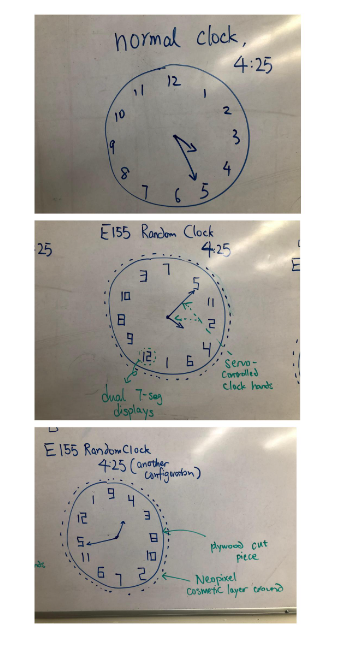 normal clock,
4:25
12
11
1
10
2
9
3
8
4
7
6
5
25
E155 Random Clock
4:25
E
7
3
5
10
11
8
2
9
4
12
1
6
servo-
controlled
clock hands
dual 7-seg
displays
E155 Random Clock
4:25 (another
configuration)
9
1
4
12
3
5
8
11
10
6
7
2
plywood cut
piece
Neopixel
cosmetic layer around